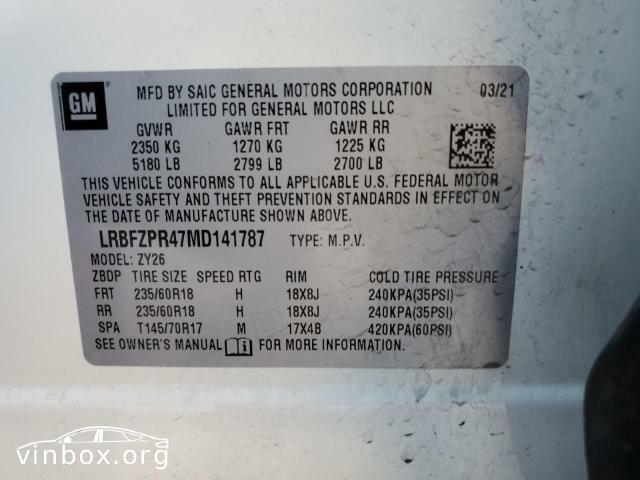 GM
MFD BY SAIC GENERAL MOTORS CORPORATION 03/21
LIMITED FOR GENERAL MOTORS LLC
GVWR GAWR FRT GAWR RR
2350 KG 1270 KG 1225 KG
5180 LB 2799 LB 2700 LB
THIS VEHICLE CONFORMS TO ALL APPLICABLE U.S. FEDERAL MOTOR
VEHICLE SAFETY AND THEFT PREVENTION STANDARDS IN EFFECT ON
THE DATE OF MANUFACTURE SHOWN ABOVE.
LRBFZPR47MD141787 TYPE: M.P.V.
MODEL: ZY26
ZBDP TIRE SIZE SPEED RTG RIM COLD TIRE PRESSURE
FRT 235/60R18 H 18X8J 240KPA(35PSI)
RR 235/60R18 H 18X8J 240KPA(35PSI)
SPA T145/70R17 M 17X4B 420KPA(60PSI)
SEE OWNER'S MANUAL FOR MORE INFORMATION.
vinbox.org